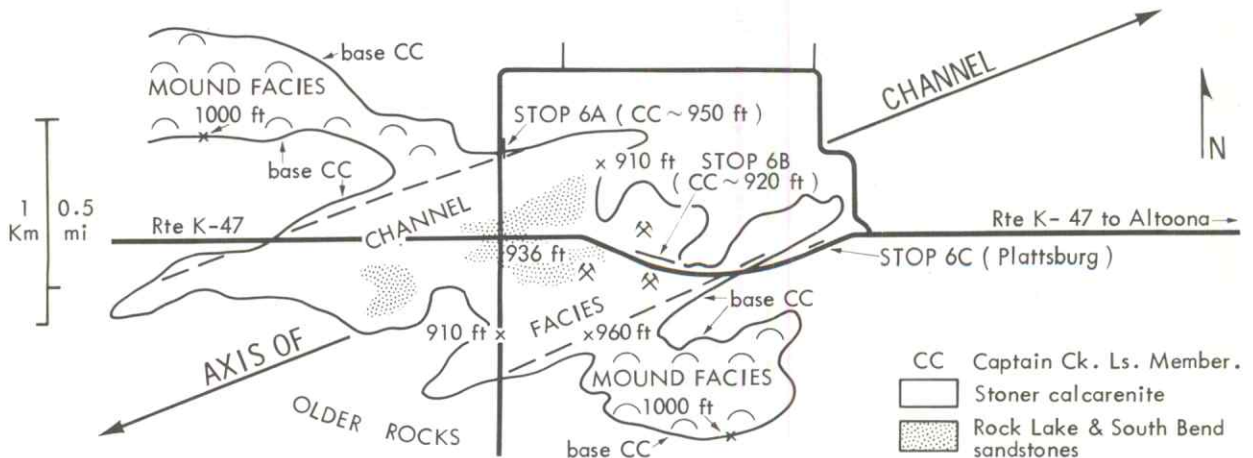 base CC
MOUND FACIES
1000 ft
base CC
STOP 6A ( CC ~ 950 ft )
CHANNEL
N
× 910 ft
STOP 6B
( CC ~ 920 ft )
1
Km
0.5
mi
Rte K-47
CHANNEL
936 ft
Rte K- 47 to Altoona
STOP 6C ( Plattsburg )
base CC
910 ft ×
FACIES
×960 ft
AXIS OF
MOUND FACIES
1000 ft
OLDER ROCKS
base CC
CC Captain Ck. Ls. Member.
Stoner calcarenite
Rock Lake & South Bend
sandstones